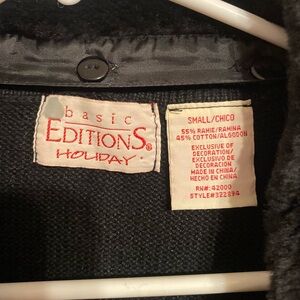 basic
EDITIONS®
HOLIDAY
SMALL/CHICO
55% RAMIE/RAMINA
45% COTTON/ALGODON
EXCLUSIVE OF
DECORATION/
EXCLUSIVO DE
DECORACION
MADE IN CHINA/
HECHO EN CHINA
RN#: 42000
STYLE#322894